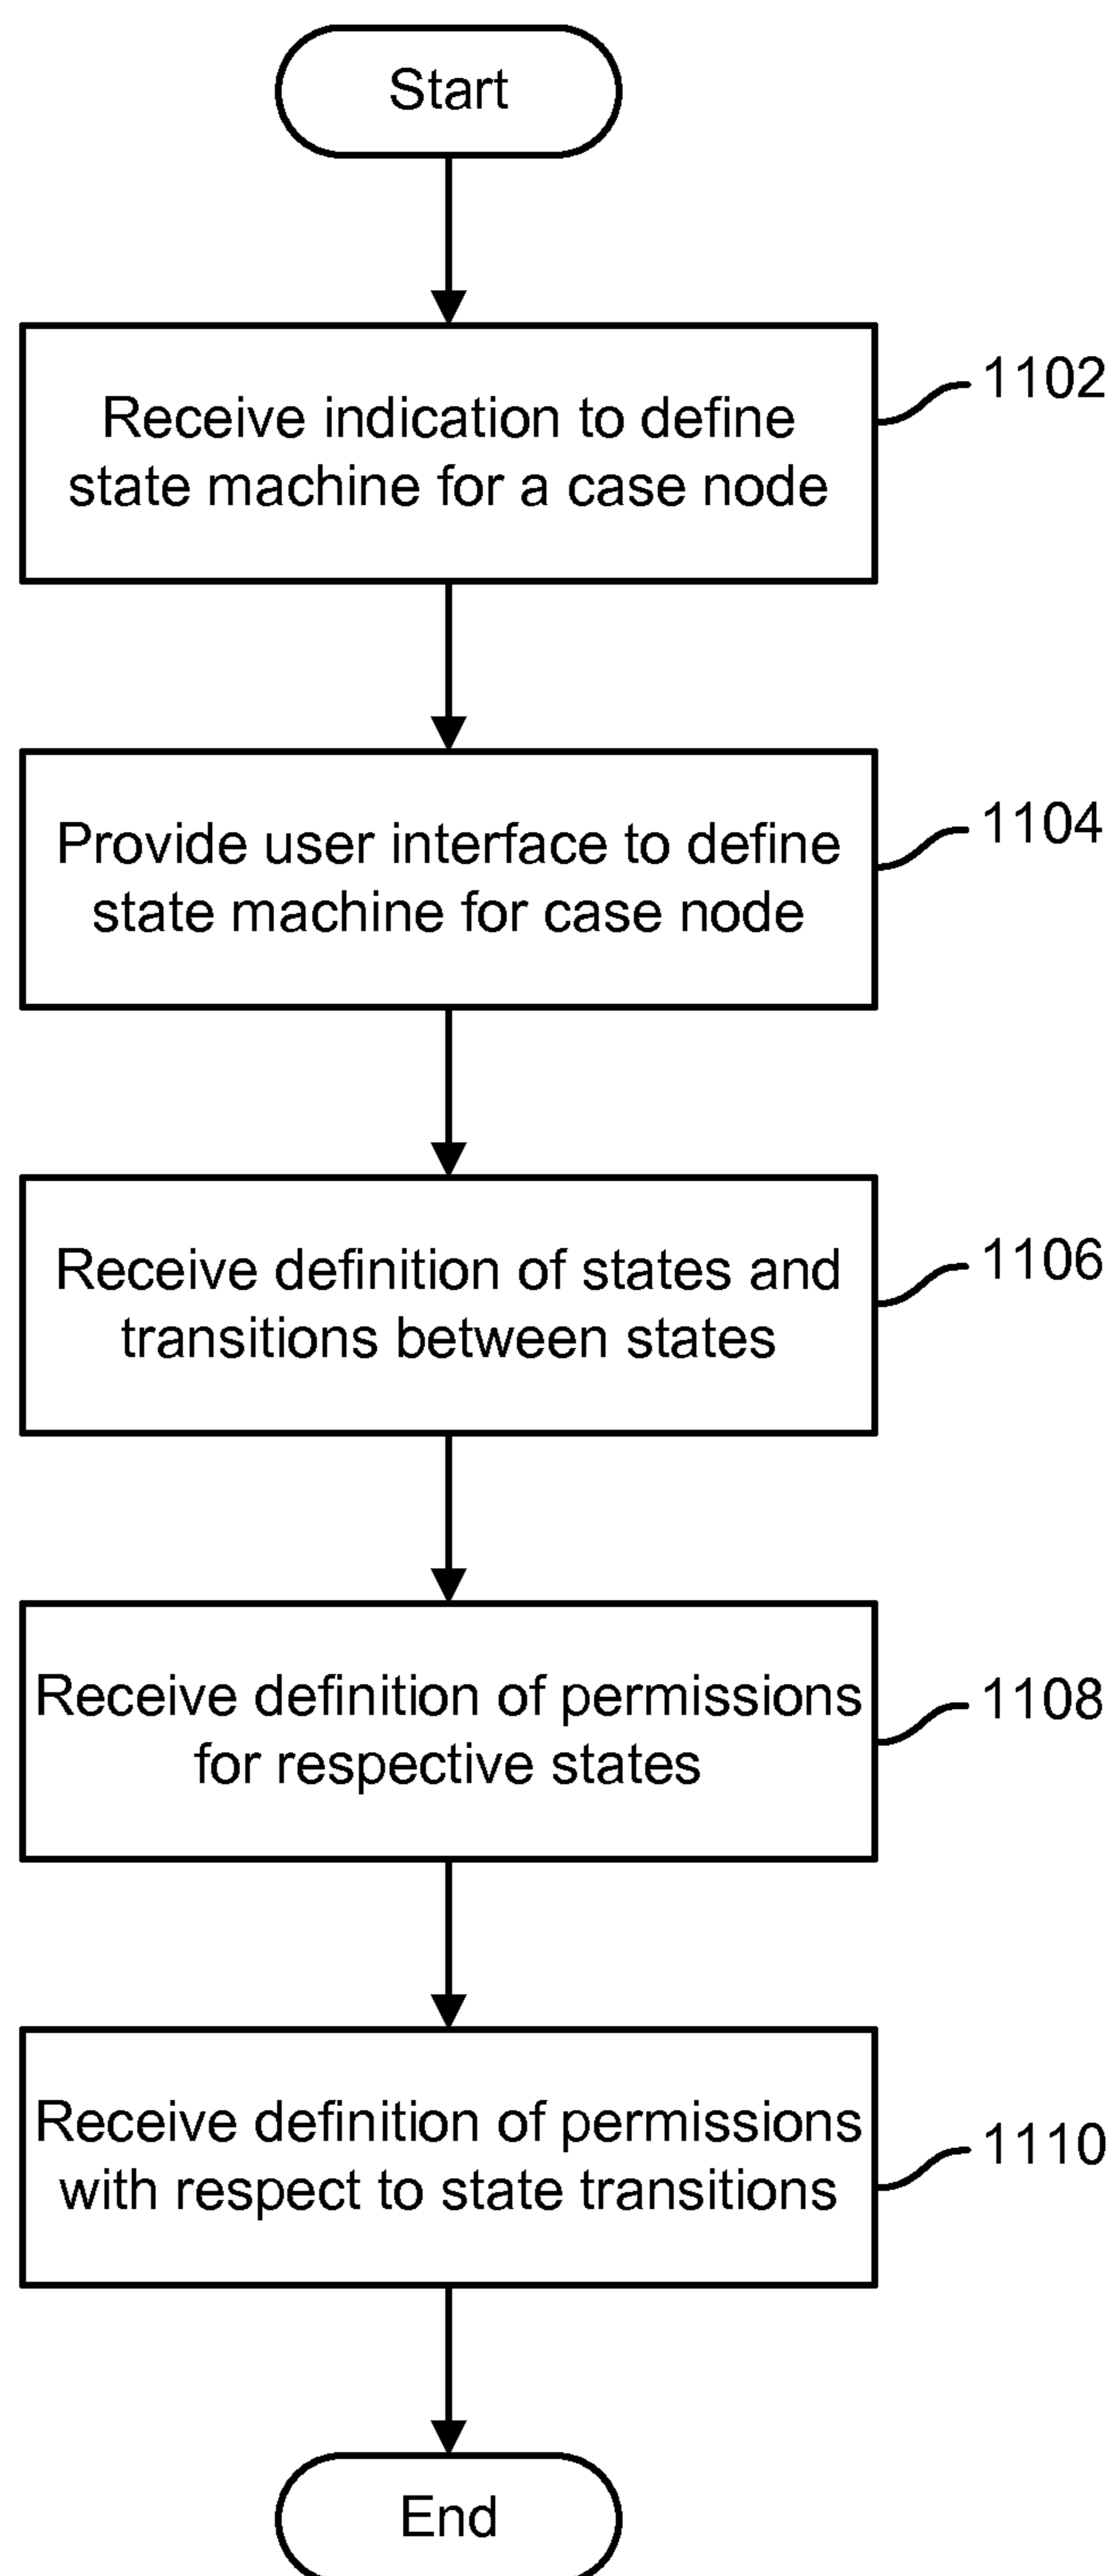 Start
Receive indication to define
state machine for a case node
1102
Provide user interface to define
state machine for case node
1104
Receive definition of states and
transitions between states
1106
Receive definition of permissions
for respective states
1108
Receive definition of permissions
with respect to state transitions
1110
End